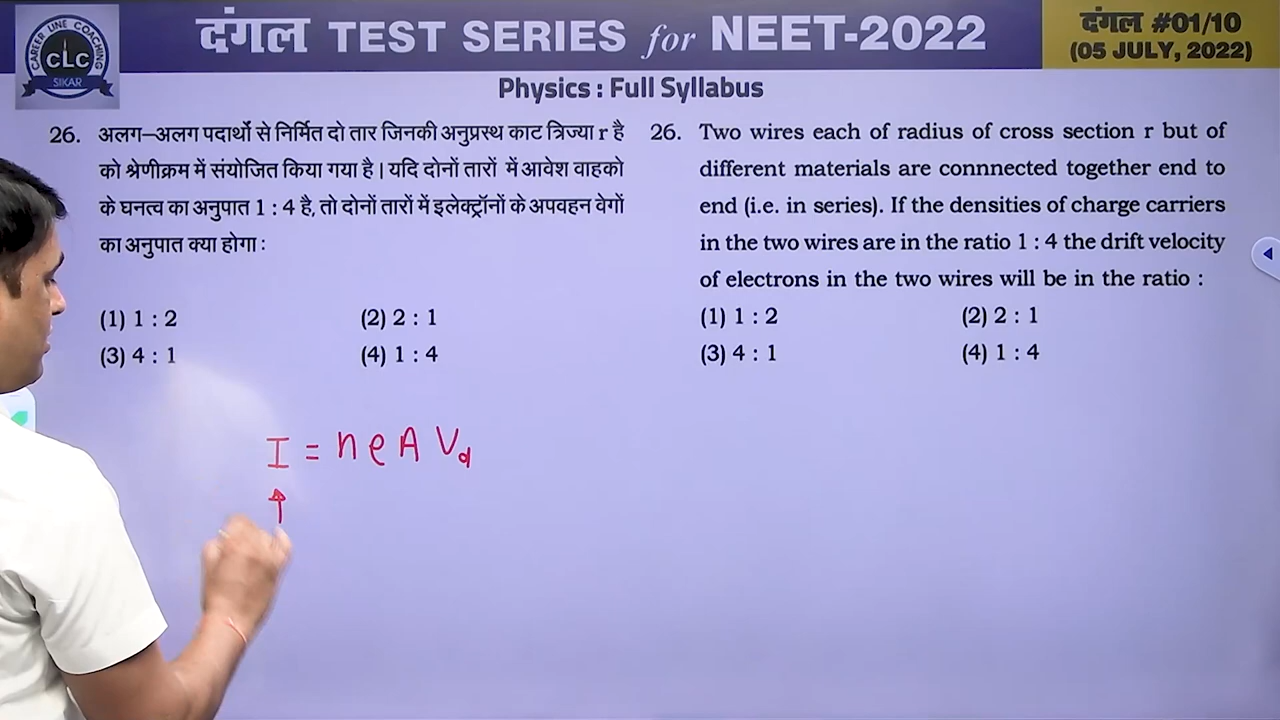 दंगल TEST SERIES for NEET-2022
दंगल #01/10
(05 JULY, 2022)
CAREER LINE COACHING
CLC
SIKAR
Physics : Full Syllabus
26. अलग–अलग पदार्थों से निर्मित दो तार जिनकी अनुप्रस्थ काट त्रिज्या r है
को श्रेणीक्रम में संयोजित किया गया है। यदि दोनों तारों में आवेश वाहको
के घनत्व का अनुपात 1 : 4 है, तो दोनों तारों में इलेक्ट्रॉनों के अपवहन वेगों
का अनुपात क्या होगा :
(1) 1 : 2 (2) 2 : 1
(3) 4 : 1 (4) 1 : 4
26. Two wires each of radius of cross section r but of
different materials are connnected together end to
end (i.e. in series). If the densities of charge carriers
in the two wires are in the ratio 1 : 4 the drift velocity
of electrons in the two wires will be in the ratio :
(1) 1 : 2 (2) 2 : 1
(3) 4 : 1 (4) 1 : 4
I = n e A Vd